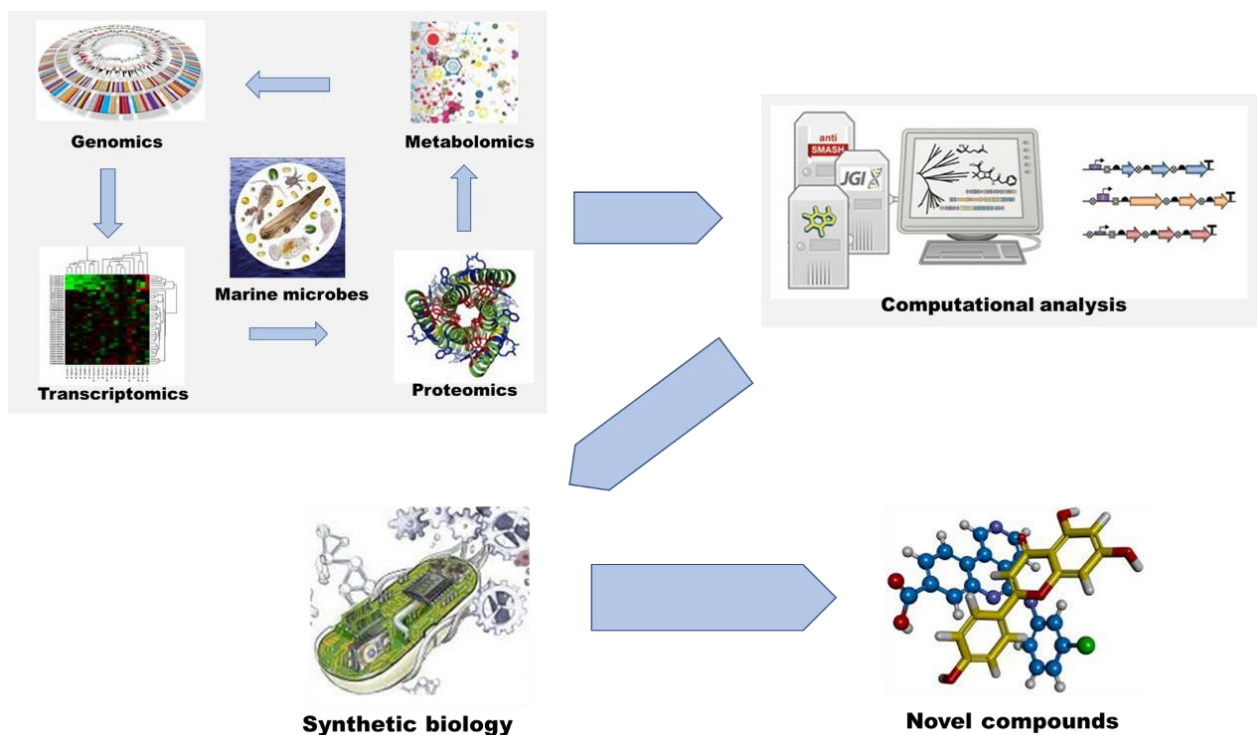 Genomics
Metabolomics
Marine microbes
Transcriptomics
Proteomics
anti
SMASH
JGI
Computational analysis
Synthetic biology
Novel compounds